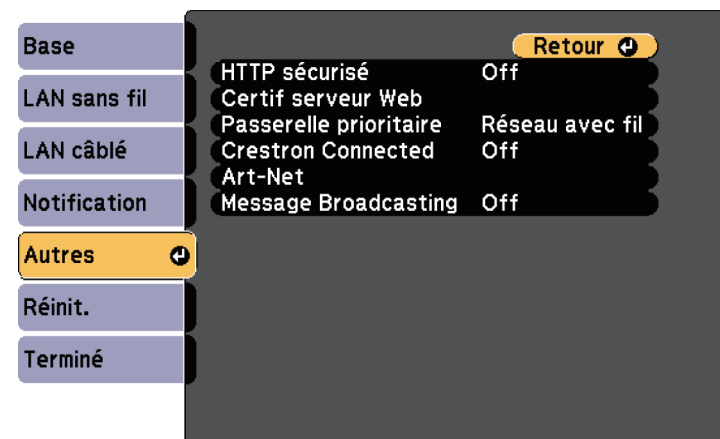 Base
LAN sans fil
LAN câblé
Notification
Autres
Réinit.
Terminé
Retour
HTTP sécurisé Off
Certif serveur Web
Passerelle prioritaire Réseau avec fil
Crestron Connected Off
Art-Net
Message Broadcasting Off